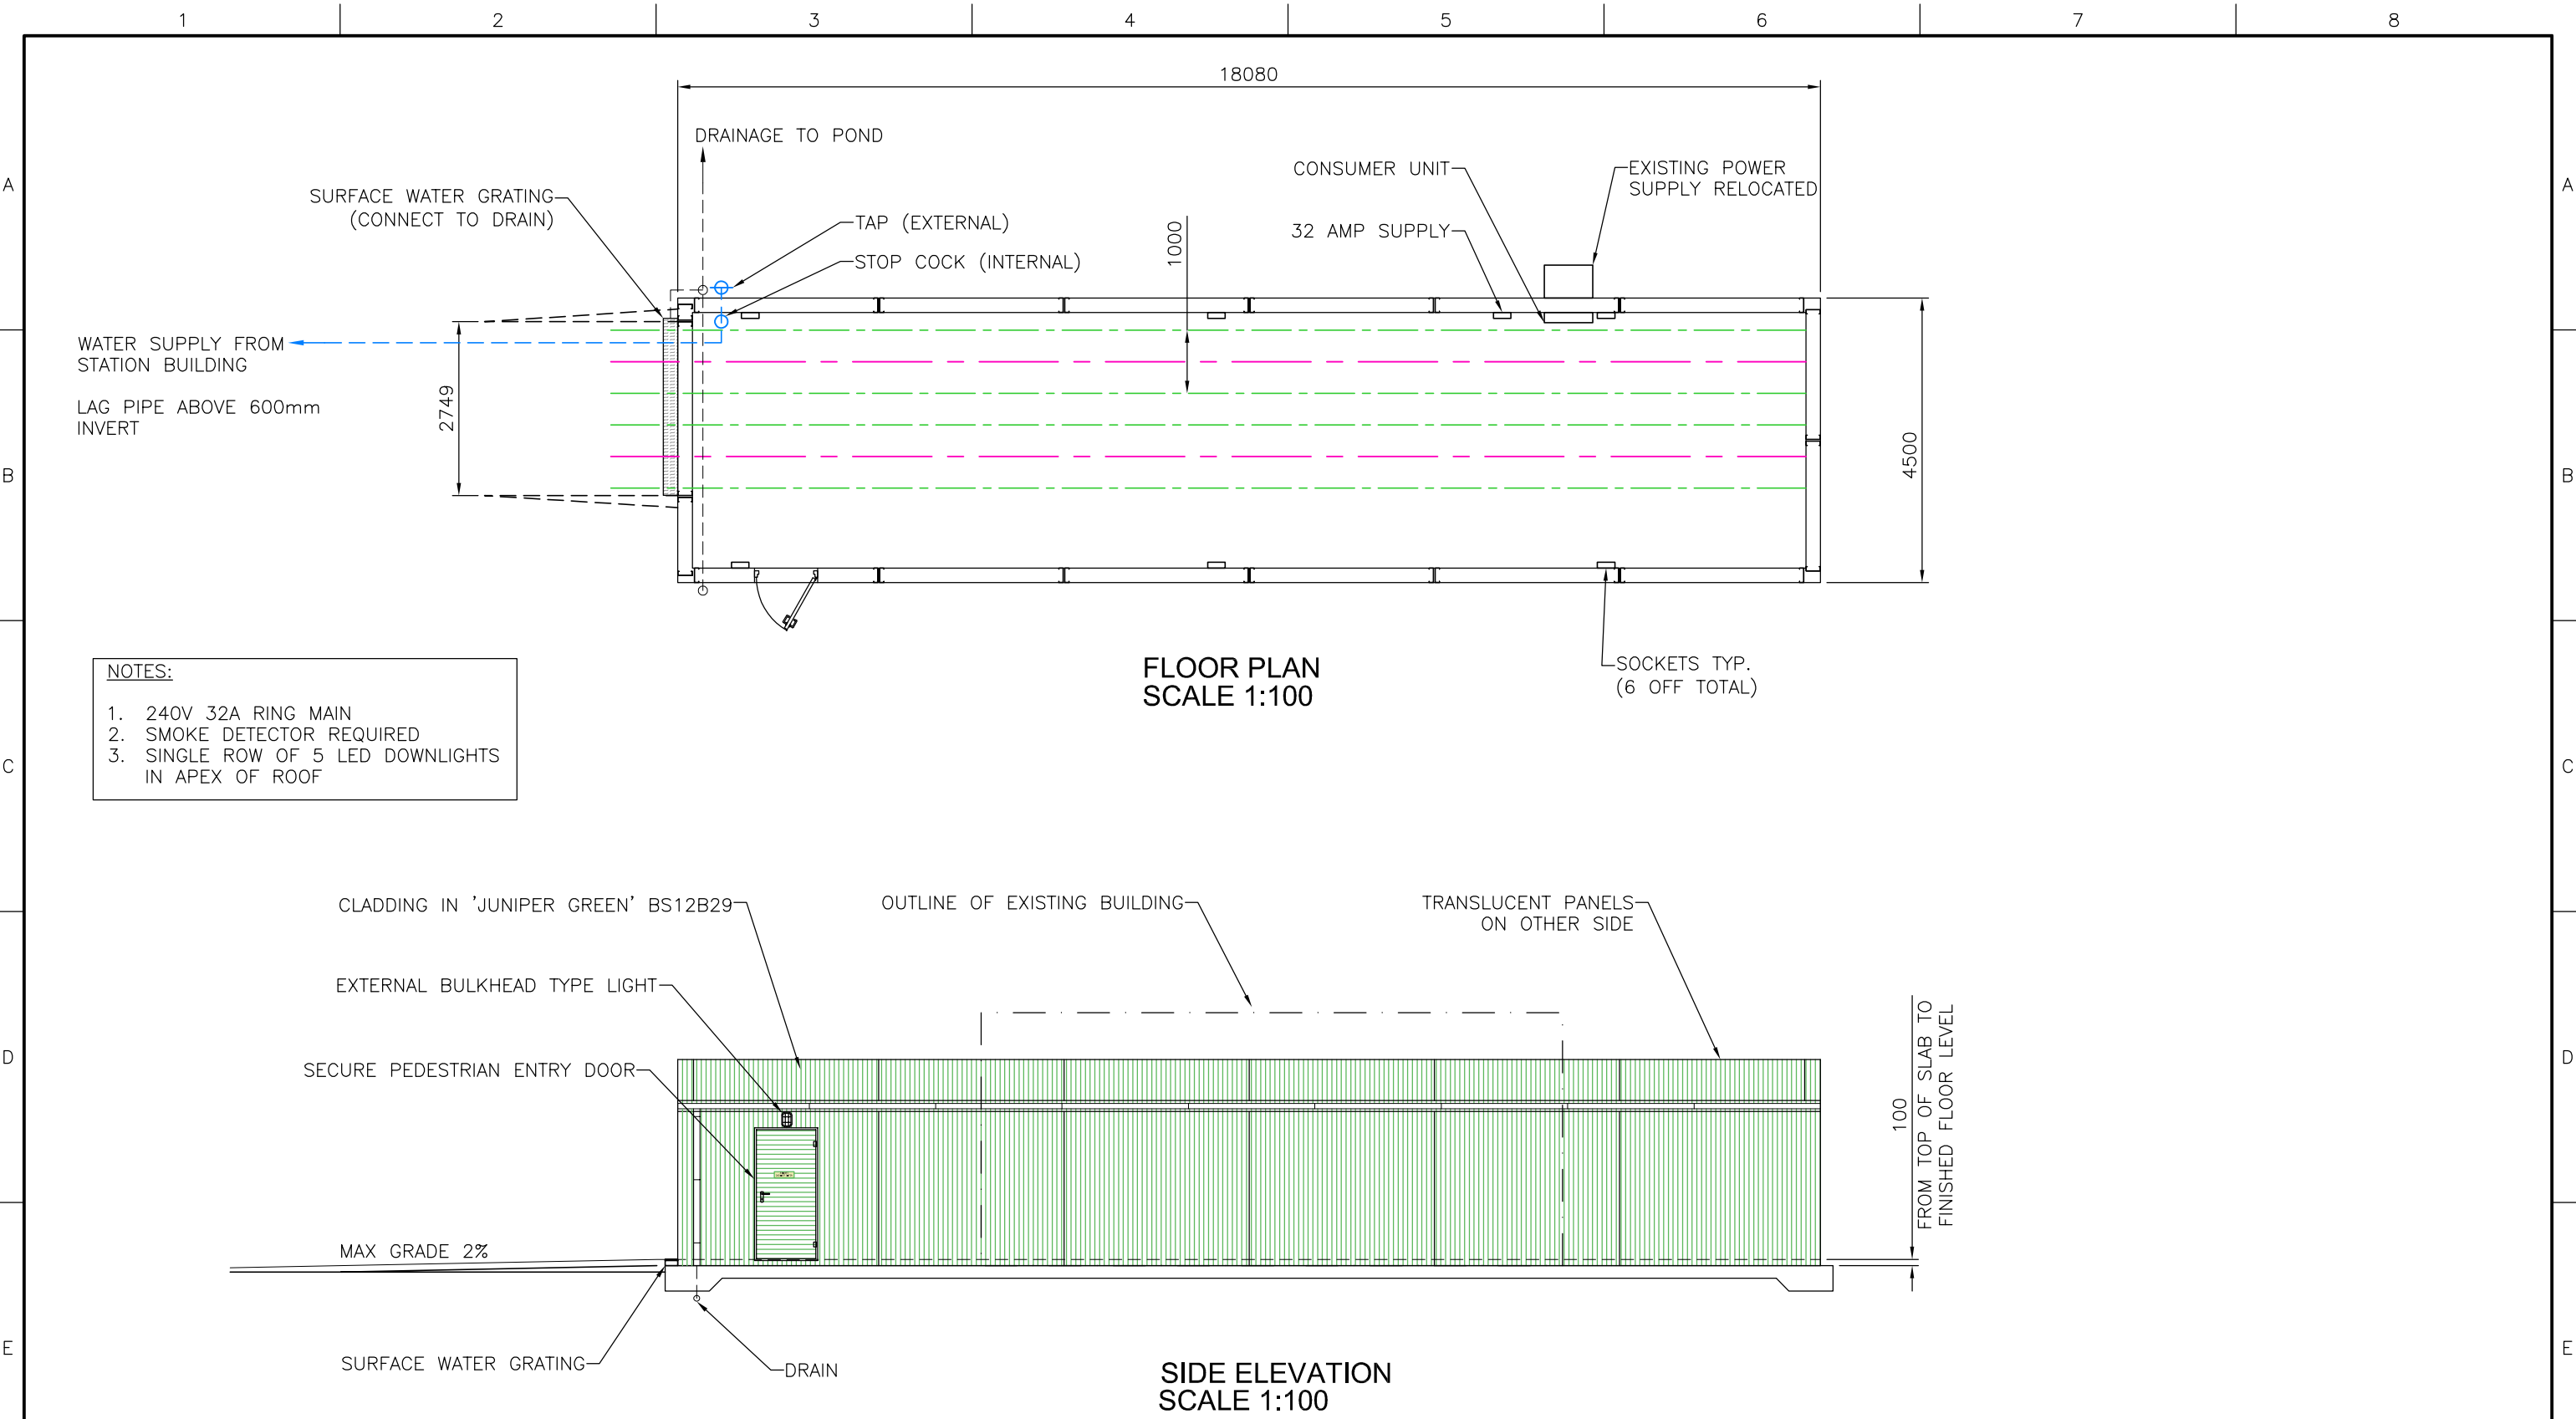 1 2 3 4 5 6 7 8
18080
DRAINAGE TO POND
A
A
SURFACE WATER GRATING
(CONNECT TO DRAIN)
TAP (EXTERNAL)
STOP COCK (INTERNAL)
1000
CONSUMER UNIT
32 AMP SUPPLY
EXISTING POWER
SUPPLY RELOCATED
WATER SUPPLY FROM
STATION BUILDING
LAG PIPE ABOVE 600mm
INVERT
2749
4500
B
B
FLOOR PLAN
SCALE 1:100
SOCKETS TYP.
(6 OFF TOTAL)
NOTES:
1. 240V 32A RING MAIN
2. SMOKE DETECTOR REQUIRED
3. SINGLE ROW OF 5 LED DOWNLIGHTS
IN APEX OF ROOF
C
C
CLADDING IN 'JUNIPER GREEN' BS12B29
OUTLINE OF EXISTING BUILDING
TRANSLUCENT PANELS
ON OTHER SIDE
EXTERNAL BULKHEAD TYPE LIGHT
SECURE PEDESTRIAN ENTRY DOOR
D
D
100
FROM TOP OF SLAB TO
FINISHED FLOOR LEVEL
MAX GRADE 2%
E
E
SURFACE WATER GRATING
DRAIN
SIDE ELEVATION
SCALE 1:100